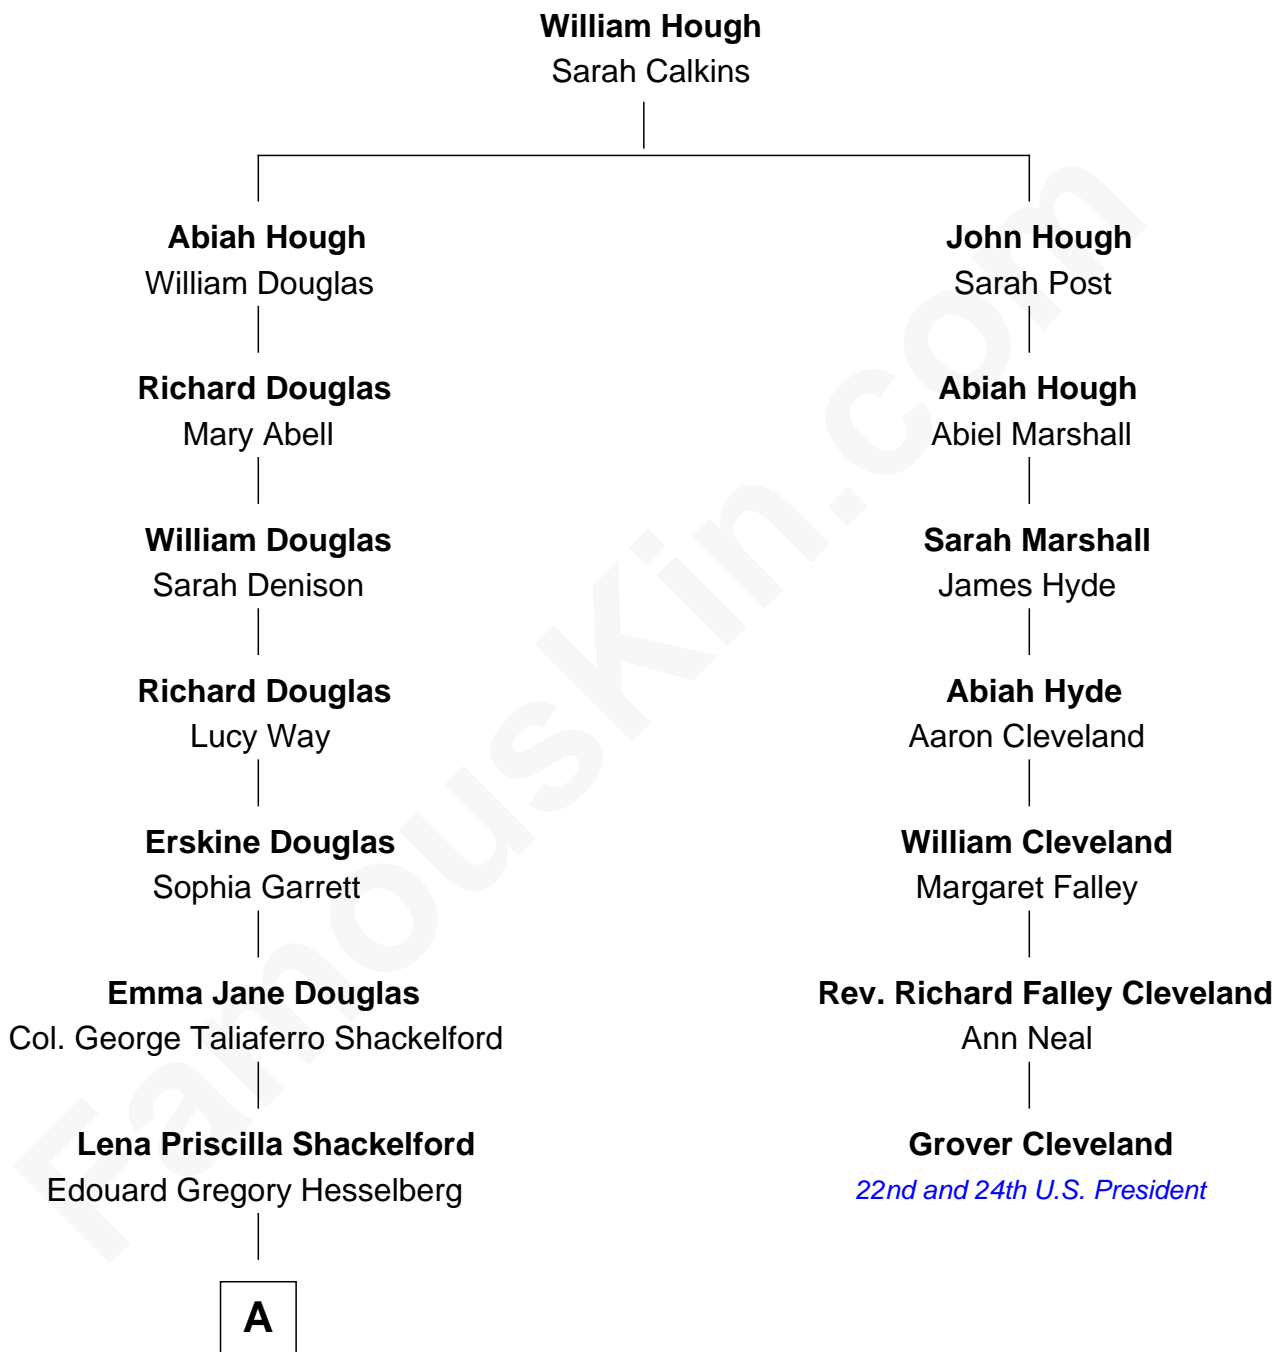 William Hough
Sarah Calkins
Abiah Hough
William Douglas
John Hough
Sarah Post
Richard Douglas
Mary Abell
Abiah Hough
Abiel Marshall
William Douglas
Sarah Denison
Sarah Marshall
James Hyde
Richard Douglas
Lucy Way
Abiah Hyde
Aaron Cleveland
Erskine Douglas
Sophia Garrett
William Cleveland
Margaret Falley
Emma Jane Douglas
Col. George Taliaferro Shackelford
Rev. Richard Falley Cleveland
Ann Neal
Lena Priscilla Shackelford
Edouard Gregory Hesselberg
Grover Cleveland
22nd and 24th U.S. President
A
FamousKin.com